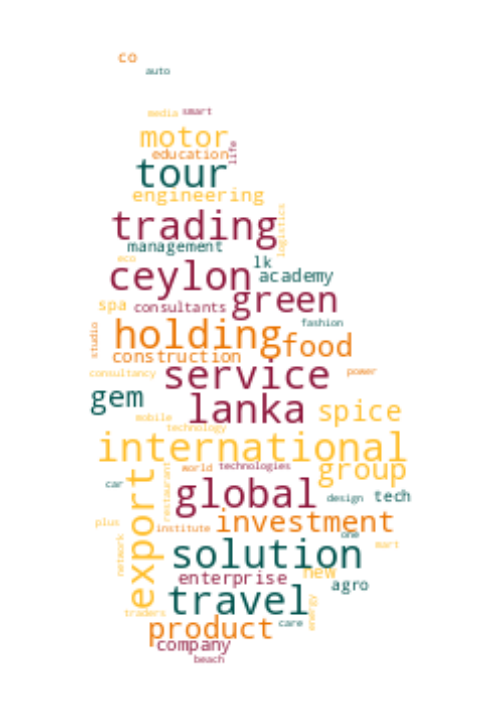 co
auto
media smart
motor
education life
tour
engineering
trading logistics
management
eco lk
ceylon academy
spa consultants green
fashion
studio holding food
construction
consultancy service power
gem lanka spice
mobile
technology
international
world technologies group
car export restaurant global design tech
plus institute investment
network one mart
solution
enterprise new
agro
travel energy
traders product care
company
beach